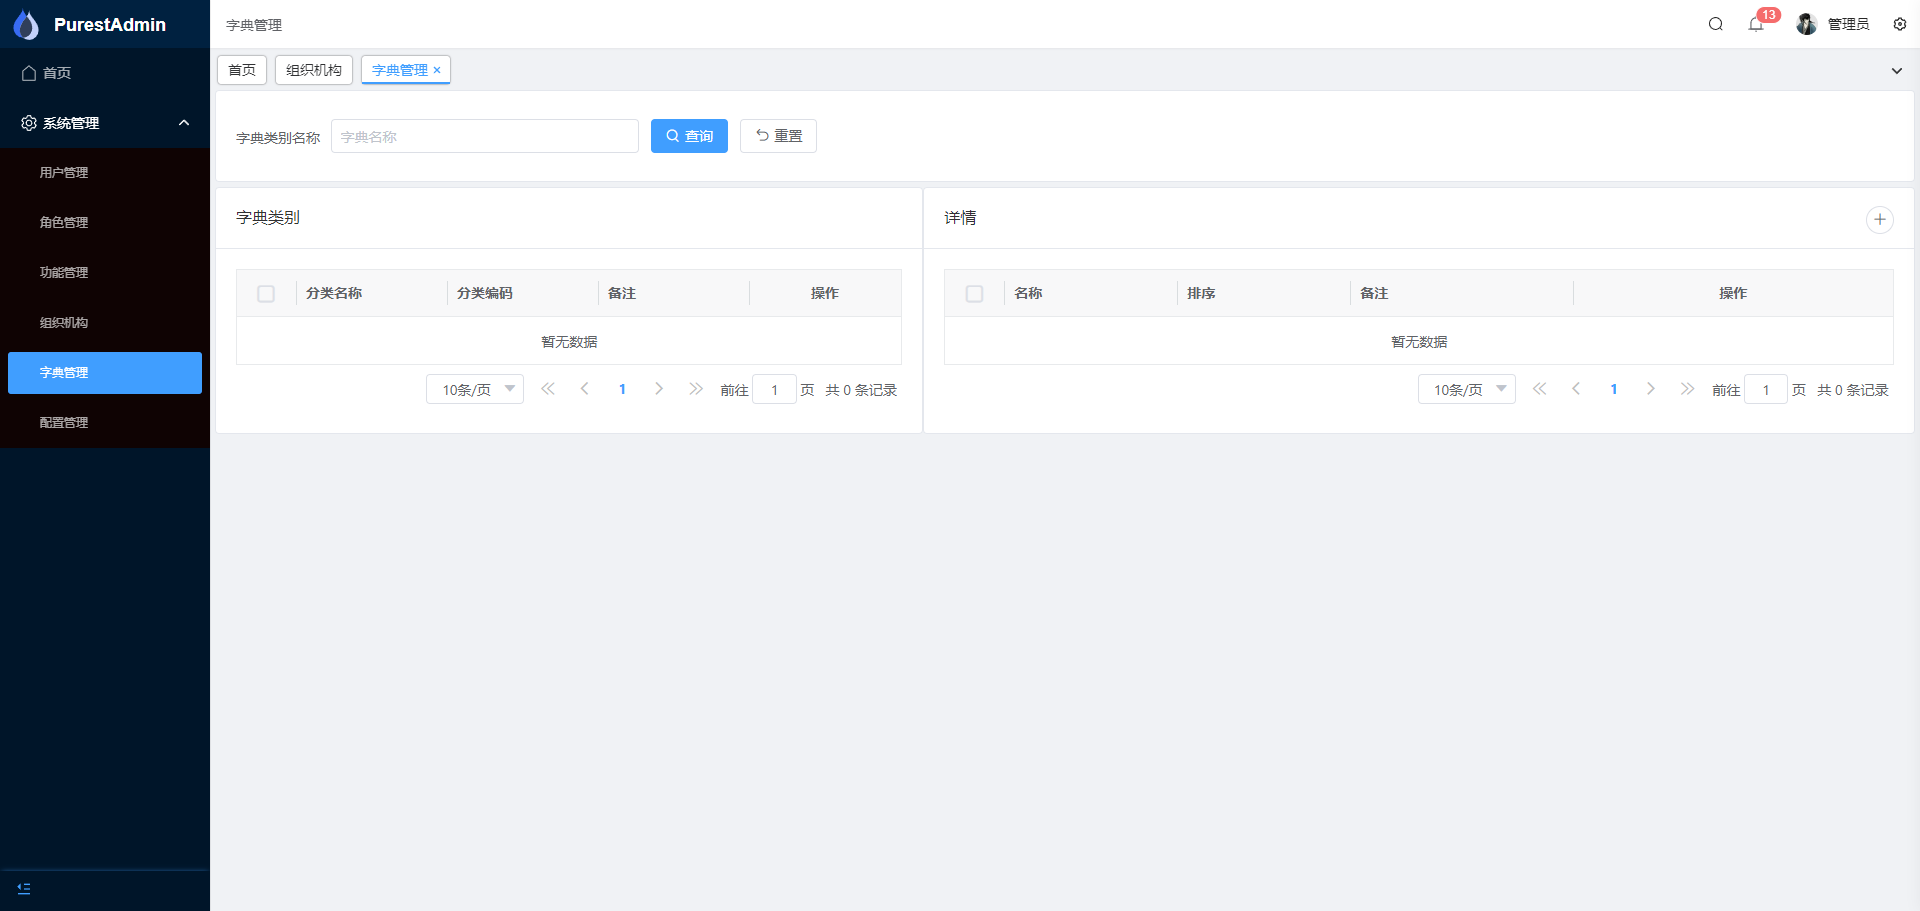 PurestAdmin
字典管理
13
管理员
首页
系统管理
用户管理
角色管理
功能管理
组织机构
字典管理
配置管理
首页
组织机构
字典管理
字典类别名称
字典名称
查询
重置
字典类别
分类名称
分类编码
备注
操作
暂无数据
10条/页
1
前往
1
页
共 0 条记录
详情
名称
排序
备注
操作
暂无数据
10条/页
1
前往
1
页
共 0 条记录